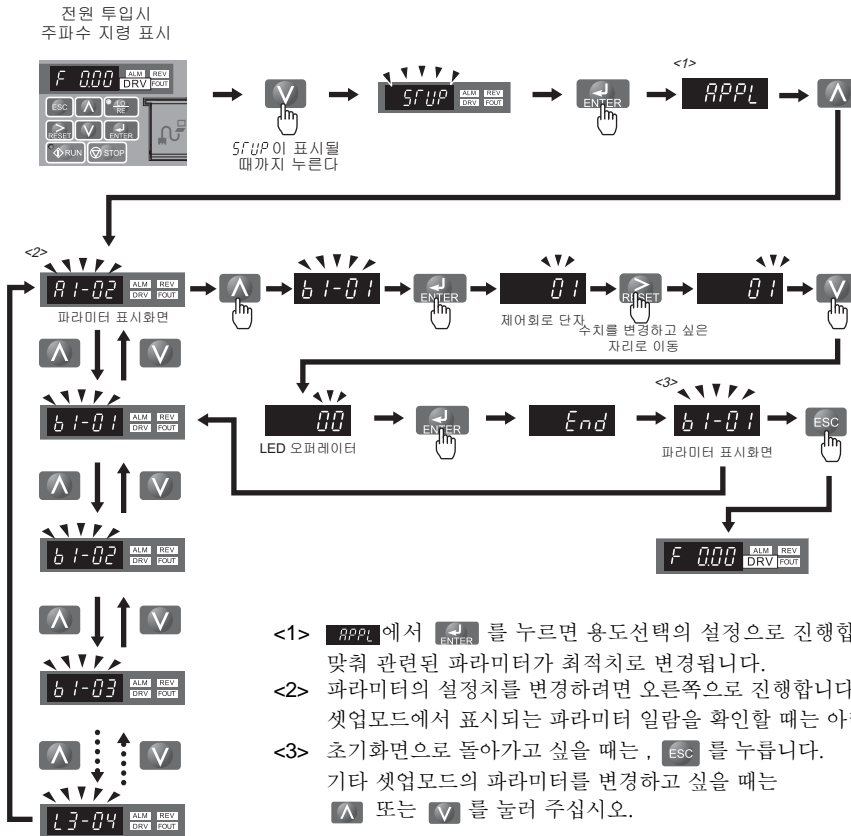 전원 투입시
주파수 지령 표시
F 0.00 ALM REV DRV FOUT
ESC LO RE
RESET ENTER
RUN STOP
STUP 이 표시될
때까지 누른다
STUP ALM REV DRV FOUT
ENTER
<1>
APPL
<2>
A1-02 ALM REV DRV FOUT
파라미터 표시화면
b1-01
ENTER
01
제어회로 단자
RESET
수치를 변경하고 싶은
자리로 이동
01
b1-01 ALM REV DRV FOUT
00
LED 오퍼레이터
ENTER
End
<3>
b1-01
파라미터 표시화면
ESC
b1-02 ALM REV DRV FOUT
F 0.00 ALM REV DRV FOUT
b1-03 ALM REV DRV FOUT
L3-04 ALM REV DRV FOUT
<1> APPL 에서 ENTER 를 누르면 용도선택의 설정으로 진행합
맞춰 관련된 파라미터가 최적치로 변경됩니다.
<2> 파라미터의 설정치를 변경하려면 오른쪽으로 진행합니다
셋업모드에서 표시되는 파라미터 일람을 확인할 때는
<3> 초기화면으로 돌아가고 싶을 때는 , ESC 를 누릅니다.
기타 셋업모드의 파라미터를 변경하고 싶을 때는
또는 를 눌러 주십시오.